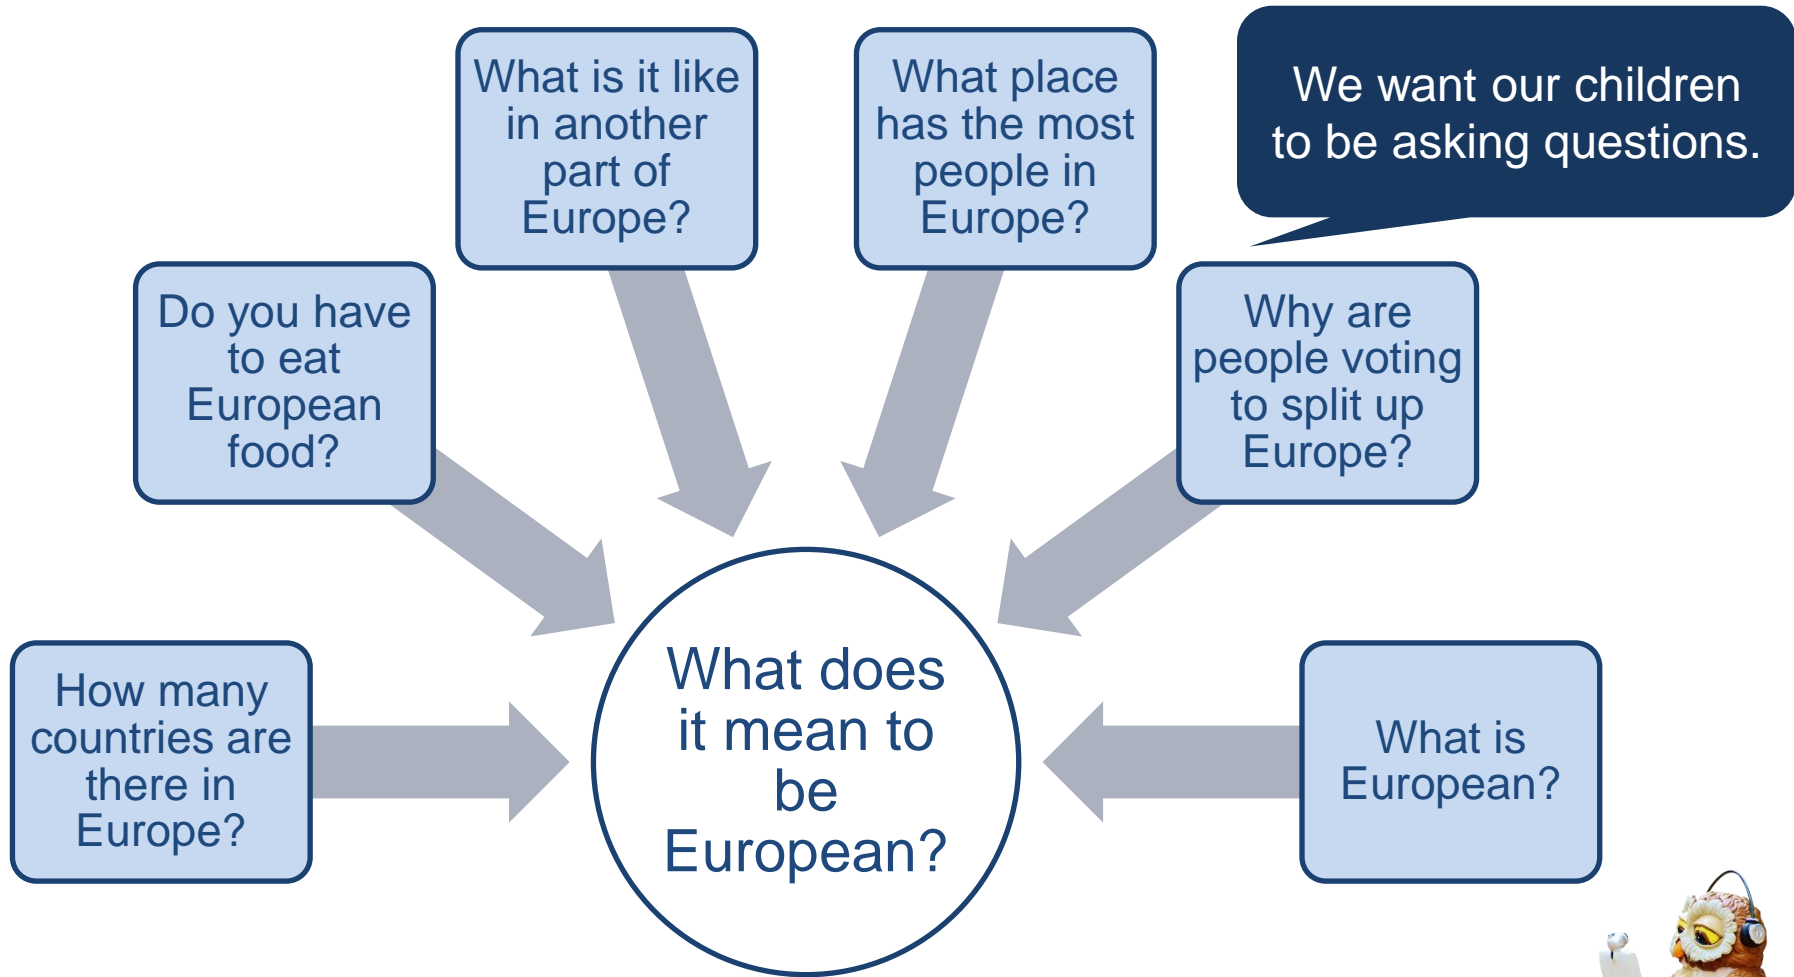 What is it like
in another
part of
Europe?
What place
has the most
people in
Europe?
We want our children
to be asking questions.
Do you have
to eat
European
food?
Why are
people voting
to split up
Europe?
How many
countries are
there in
Europe?
What does
it mean to
be
European?
What is
European?